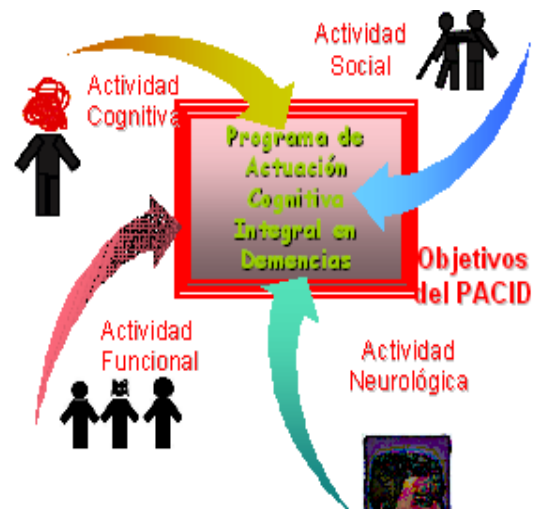 Actividad
Social
Actividad
Cognitiva
Programa de
Actuación
Cognitiva
Integral en
Demencias
Objetivos
del PACID
Actividad
Funcional
Actividad
Neurológica